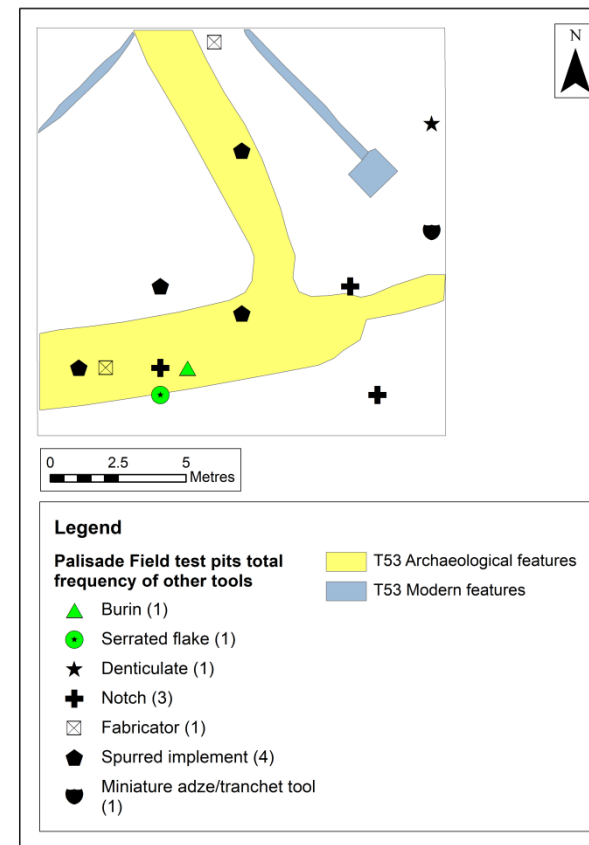 N
0 2.5 5
Metres
Legend
Palisade Field test pits total
frequency of other tools
Burin (1)
Serrated flake (1)
Denticulate (1)
Notch (3)
Fabricator (1)
Spurred implement (4)
Miniature adze/tranchet tool
(1)
T53 Archaeological features
T53 Modern features